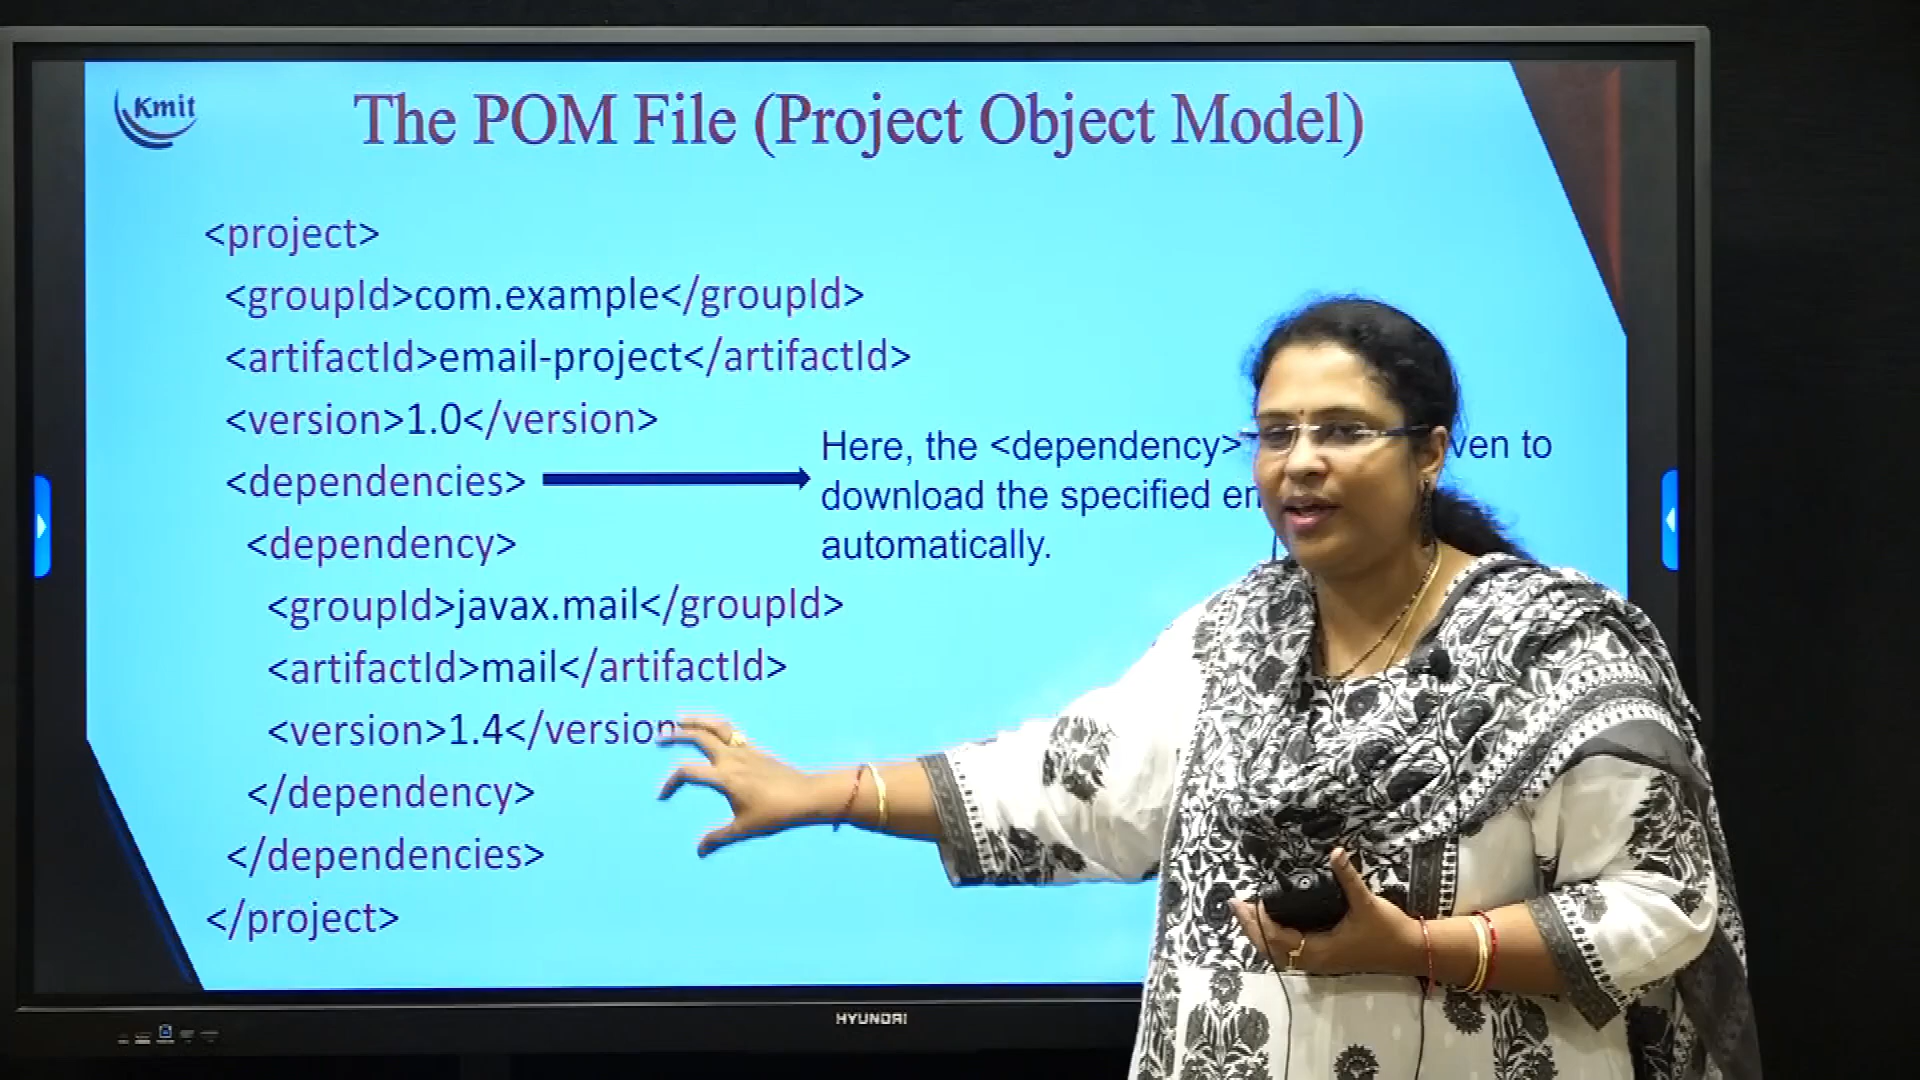 Kmit
The POM File (Project Object Model)
<project>
<groupId>com.example</groupId>
<artifactId>email-project</artifactId>
<version>1.0</version>
<dependencies>
Here, the <dependency> ven to
download the specified
automatically.
<dependency>
<groupId>javax.mail</groupId>
<artifactId>mail</artifactId>
<version>1.4</version
</dependency>
</dependencies>
</project>
HYUNDAI